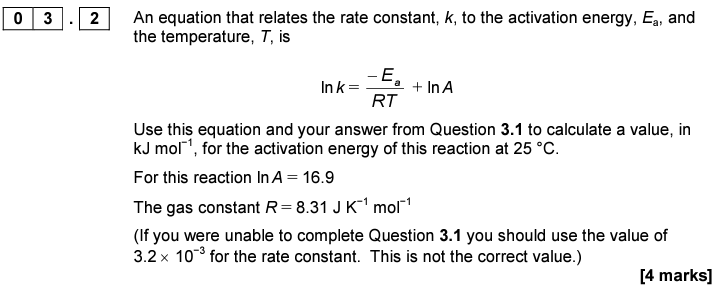 0 3 . 2 An equation that relates the rate constant, k, to the activation energy, Eₐ, and
the temperature, T, is
ln k = −Eₐ / RT + ln A
Use this equation and your answer from Question 3.1 to calculate a value, in
kJ mol⁻¹, for the activation energy of this reaction at 25 °C.
For this reaction ln A = 16.9
The gas constant R = 8.31 J K⁻¹ mol⁻¹
(If you were unable to complete Question 3.1 you should use the value of
3.2 × 10⁻³ for the rate constant. This is not the correct value.)
[4 marks]